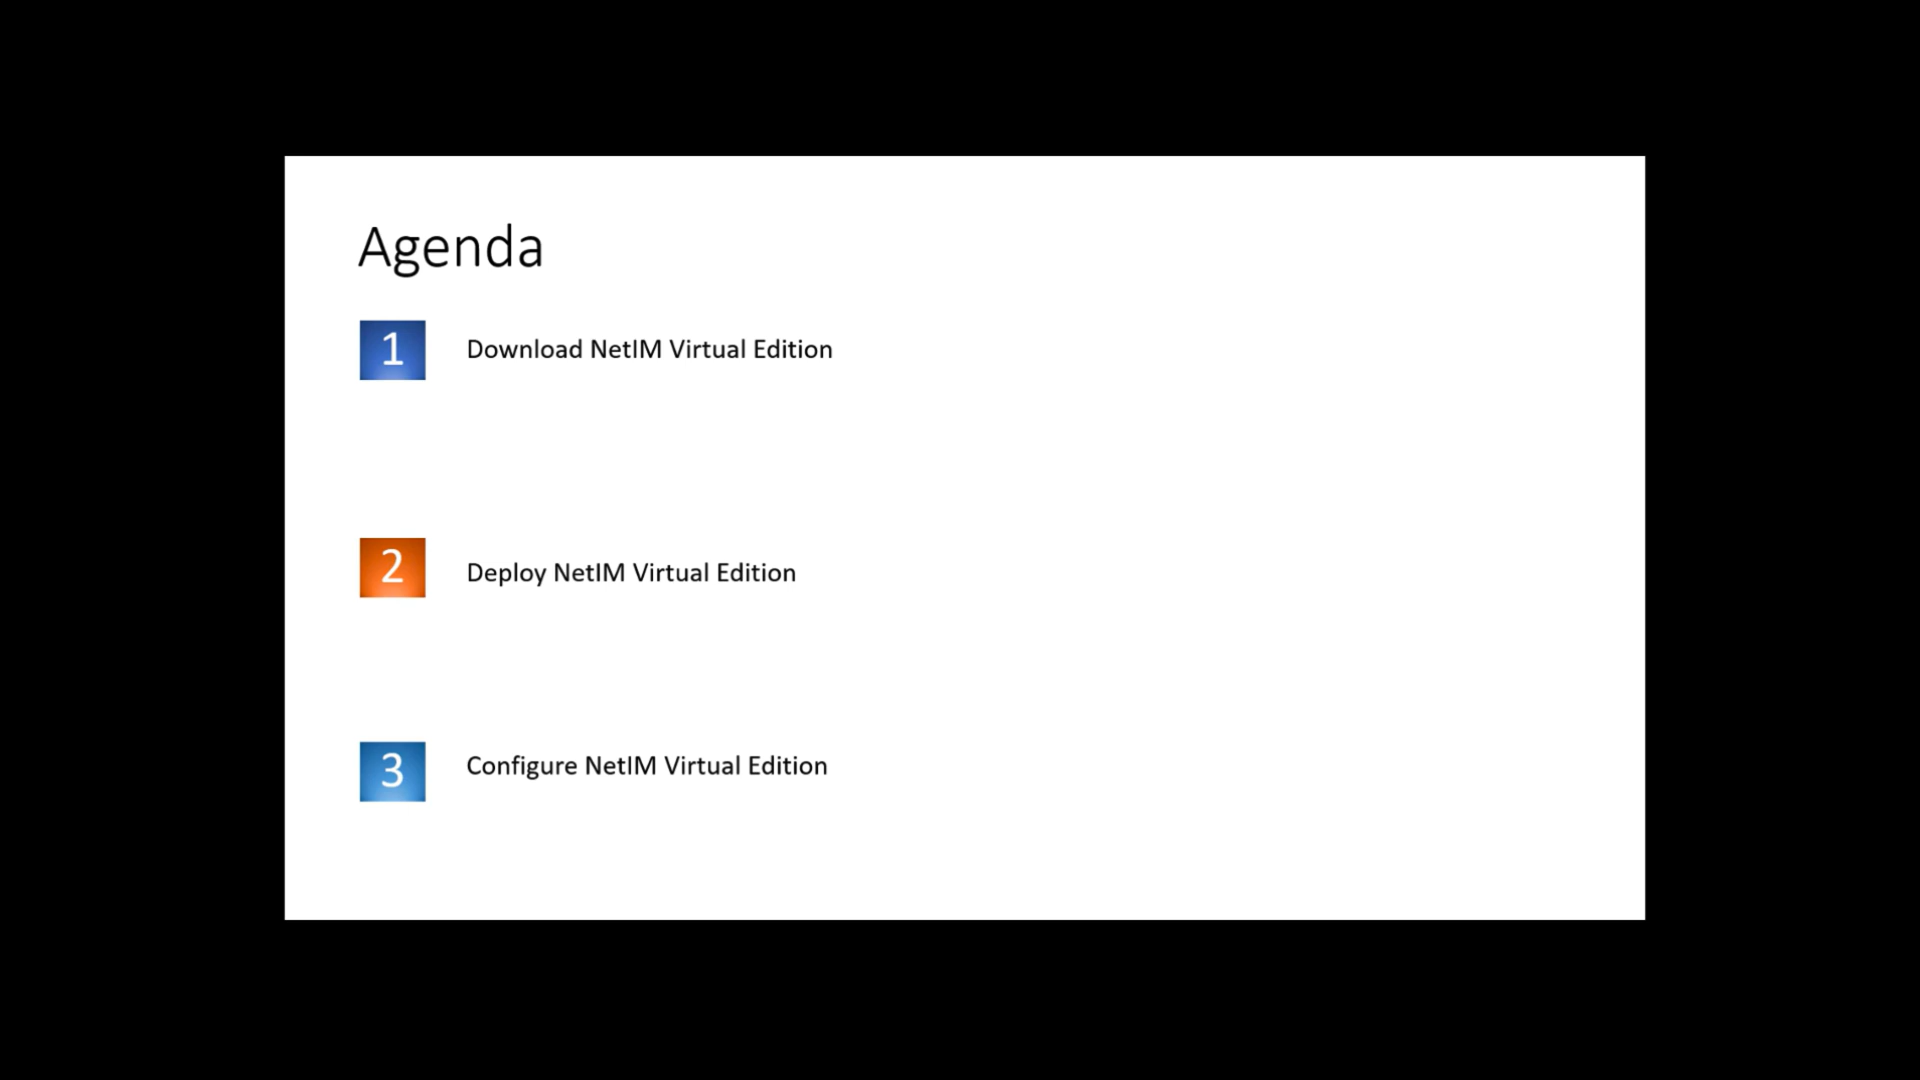 Agenda
1 Download NetIM Virtual Edition
2 Deploy NetIM Virtual Edition
3 Configure NetIM Virtual Edition